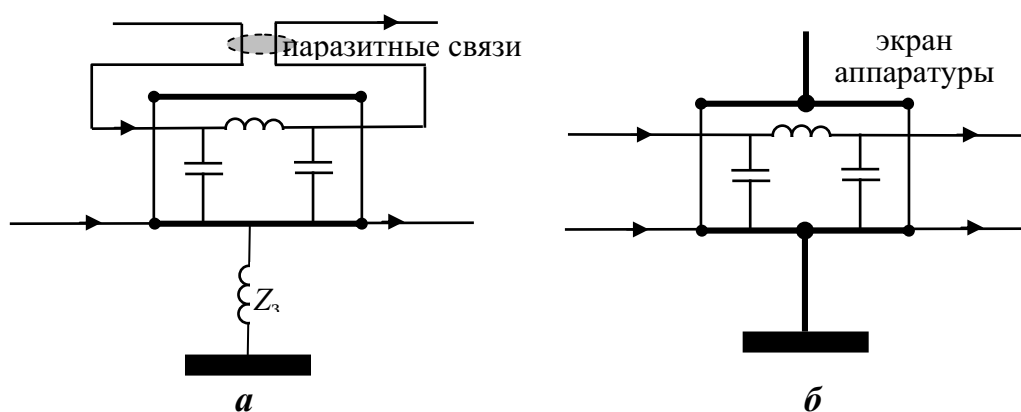 паразитные связи
экран
аппаратуры
Zз
а
б